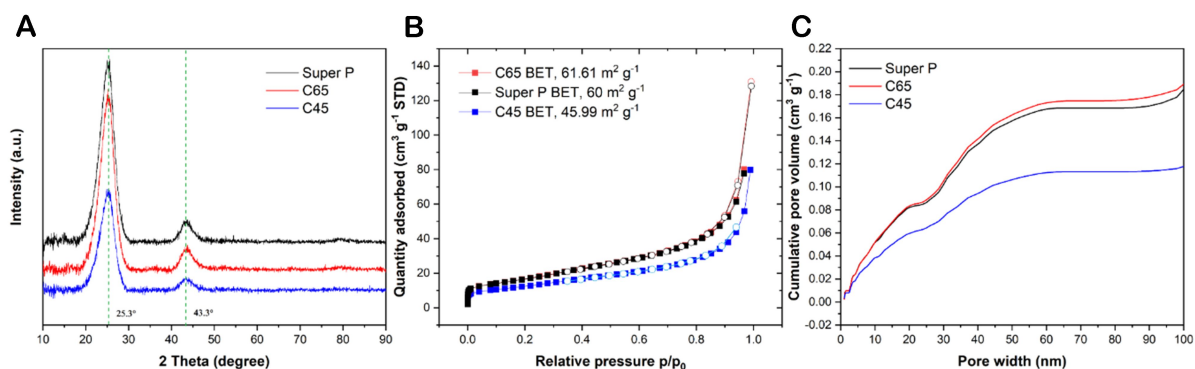 A
Intensity (a.u.)
Super P
C65
C45
25.3°
43.3°
10 20 30 40 50 60 70 80 90
2 Theta (degree)
B
Quantity adsorbed (cm³ g⁻¹ STD)
180
160
140
120
100
80
60
40
20
0
C65 BET, 61.61 m² g⁻¹
Super P BET, 60 m² g⁻¹
C45 BET, 45.99 m² g⁻¹
0.0 0.2 0.4 0.6 0.8 1.0
Relative pressure p/p₀
C
Cumulative pore volume (cm³ g⁻¹)
0.22
0.20
0.18
0.16
0.14
0.12
0.10
0.08
0.06
0.04
0.02
0.00
-0.02
Super P
C65
C45
0 10 20 30 40 50 60 70 80 90 100
Pore width (nm)